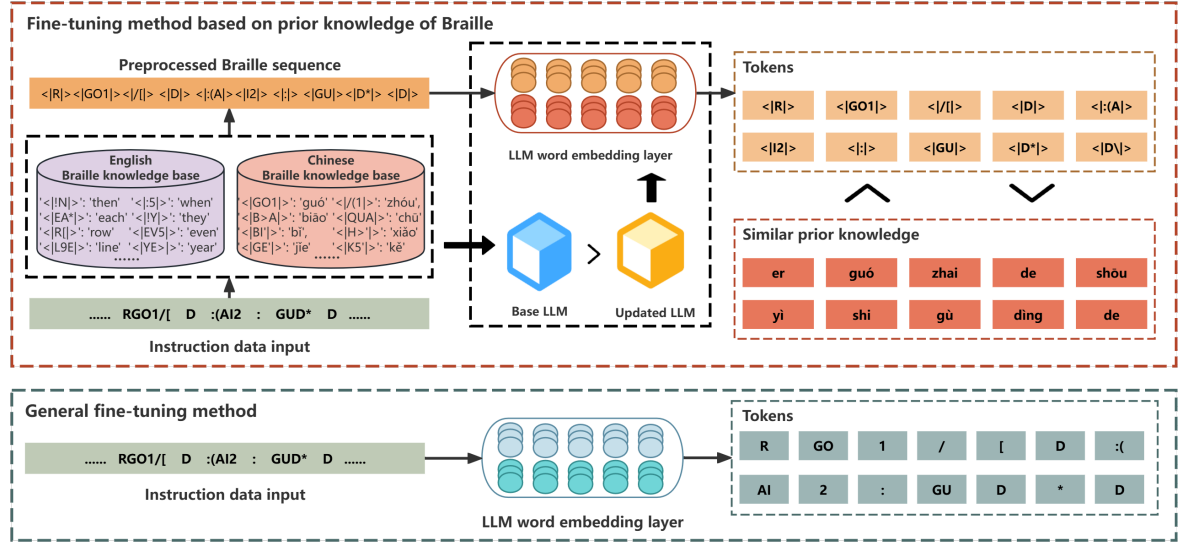 Fine-tuning method based on prior knowledge of Braille
Preprocessed Braille sequence
<|R|><|GO1|><|/[|> <|D|> <|:(A|><|I2|> <|:|> <|GU|><|D*|> <|D|>
English
Braille knowledge base
'<|!N|>': 'then' '<|:5|>': 'when'
'<|EA*|>': 'each' '<|!Y|>': 'they'
'<|R[|>': 'row' '<|EV5|>': 'even'
'<|L9E|>': 'line' '<|YE>|>': 'year'
......
Chinese
Braille knowledge base
'<|GO1|>': 'guó' '<|/(1|>': 'zhóu',
'<|B>A|>': 'biāo' '<|QUA|>': 'chū'
'<|BI'|>': 'bǐ', '<|H>'|>': 'xiǎo'
'<|GE'|>': 'jǐe' '<|K5'|>': 'kě'
......
...... RGO1/[ D :(AI2 : GUD* D ......
Instruction data input
LLM word embedding layer
Base LLM
Updated LLM
Tokens
<|R|> <|GO1|> <|/[|> <|D|> <|:(A|>
<|I2|> <|:|> <|GU|> <|D*|> <|D\|>
Similar prior knowledge
er guó zhai de shōu
yì shi gù dìng de
General fine-tuning method
...... RGO1/[ D :(AI2 : GUD* D ......
Instruction data input
LLM word embedding layer
Tokens
R GO 1 / [ D :(
AI 2 : GU D * D